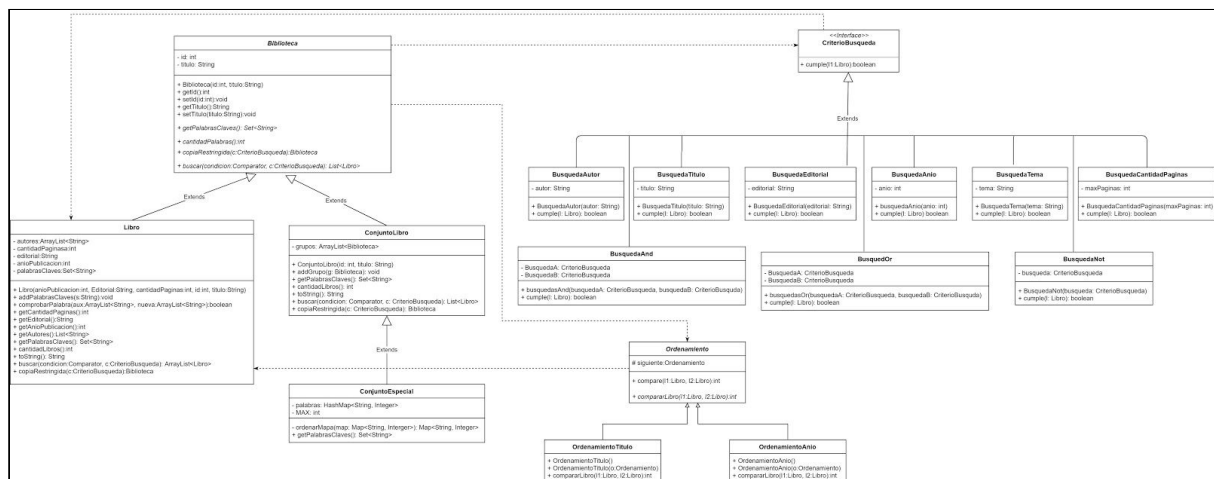 Biblioteca
- id: int
- titulo: String
+ Biblioteca(id:int, titulo:String)
+ getId():int
+ setId(id:int):void
+ getTitulo():String
+ setTitulo(titulo:String):void
+ getPalabrasClaves(): Set<String>
+ cantidadPalabras():int
+ copiaRestringida(c:CriterioBusqueda):Biblioteca
+ buscar(condicion:Comparator, c:CriterioBusqueda): List<Libro>
<<Interface>>
CriterioBusqueda
+ cumple(l1:Libro):boolean
Extends
BusquedaAutor
- autor: String
+ BusquedaAutor(autor: String)
+ cumple(l: Libro): boolean
BusquedaTitulo
- titulo: String
+ BusquedaTitulo(titulo: String)
+ cumple(l: Libro): boolean
BusquedaEditorial
- editorial: String
+ BusquedaEditorial(editorial: String)
+ cumple(l: Libro): boolean
BusquedaAnio
- anio: int
+ busquedaAnio(anio: int)
+ cumple(l: Libro): boolean
BusquedaTema
- tema: String
+ BusquedaTema(tema: String)
+ cumple(l: Libro): boolean
BusquedaCantidadPaginas
- maxPaginas: int
+ BusquedaCantidadPaginas(maxPaginas: int)
+ cumple(l: Libro): boolean
Extends
Extends
Libro
- autores:ArrayList<String>
- cantidadPaginasa:int
- editorial:String
- anioPublicacion:int
- palabrasClaves:Set<String>
+ Libro(anioPublicacion:int, Editorial:String, cantidadPaginas:int, id:int, titulo:String)
+ addPalabrasClaves(s:String):void
+ comprobarPalabra(aux:ArrayList<String>, nueva:ArrayList<String>):boolean
+ getCantidadPaginas():int
+ getEditorial():String
+ getAnioPublicacion():int
+ getAutores():List<String>
+ getPalabrasClaves(): Set<String>
+ cantidadLibros():int
+ toString(): String
+ buscar(condicion:Comparator, c:CriterioBusqueda): ArrayList<Libro>
+ copiaRestringida(c:CriterioBusqueda):Biblioteca
ConjuntoLibro
- grupos: ArrayList<Biblioteca>
+ ConjuntoLibro(id: int, titulo: String)
+ addGrupo(g: Biblioteca): void
+ getPalabrasClaves(): Set<String>
+ cantidadLibros(): int
+ toString(): String
+ buscar(condicion: Comparator, c: CriterioBusqueda): List<Libro>
+ copiaRestringida(c: CriterioBusqueda): Biblioteca
BusquedaAnd
- BusquedaA: CriterioBusqueda
- BusquedaB: CriterioBusqueda
+ busquedasAnd(busquedaA: CriterioBusqueda, busquedaB: CriterioBusquda)
+ cumple(l: Libro): boolean
BusquedOr
- BusquedaA: CriterioBusqueda
- BusquedaB: CriterioBusqueda
+ busquedasOr(busquedaA: CriterioBusqueda, busquedaB: CriterioBusquda)
+ cumple(l: Libro): boolean
BusquedaNot
- busqueda: CriterioBusqueda
+ BusquedaNot(busqueda: CriterioBusqueda)
+ cumple(l: Libro): boolean
Extends
ConjuntoEspecial
- palabras: HashMap<String, Integer>
- MAX: int
- ordenarMapa(map: Map<String, Interger>): Map<String, Integer>
+ getPalabrasClaves(): Set<String>
Ordenamiento
# siguiente:Ordenamiento
+ compare(l1:Libro, l2:Libro):int
+ compararLibro(l1:Libro, l2:Libro):int
OrdenamientoTitulo
+ OrdenamientoTitulo()
+ OrdenamientoTitulo(o:Ordenamiento)
+ compararLibro(l1:Libro, l2:Libro):int
OrdenamientoAnio
+ OrdenamientoAnio()
+ OrdenamientoAnio(o:Ordenamiento)
+ compararLibro(l1:Libro, l2:Libro):int